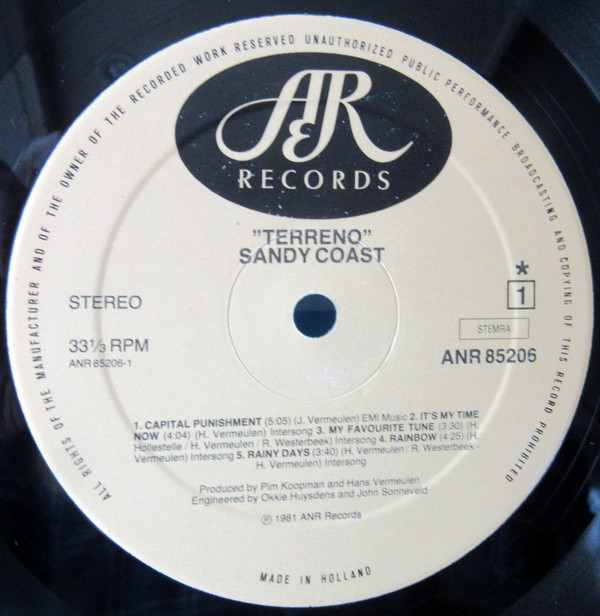 ALL RIGHTS OF THE MANUFACTURER AND OF THE OWNER OF THE RECORDED WORK RESERVED UNAUTHORIZED PUBLIC PERFORMANCE BROADCASTING AND COPYING OF THIS RECORD PROHIBITED
A&R
RECORDS
"TERRENO"
SANDY COAST
STEREO
*
1
33 1/3 RPM
STEMRA
ANR 85206-1
ANR 85206
1. CAPITAL PUNISHMENT (5:05) (J. Vermeulen) EMI Music 2. IT'S MY TIME
NOW (4:04) (H. Vermeulen) Intersong 3. MY FAVOURITE TUNE (3:30) (H.
Hollestelle / H. Vermeulen / R. Westerbeek) Intersong 4. RAINBOW (4:25) (H.
Vermeulen) Intersong 5. RAINY DAYS (3:40) (H. Vermeulen / R. Westerbeek -
H. Vermeulen) Intersong
Produced by Pim Koopman and Hans Vermeulen
Engineered by Okkie Huysdens and John Sonneveld
℗ 1981 ANR Records
MADE IN HOLLAND